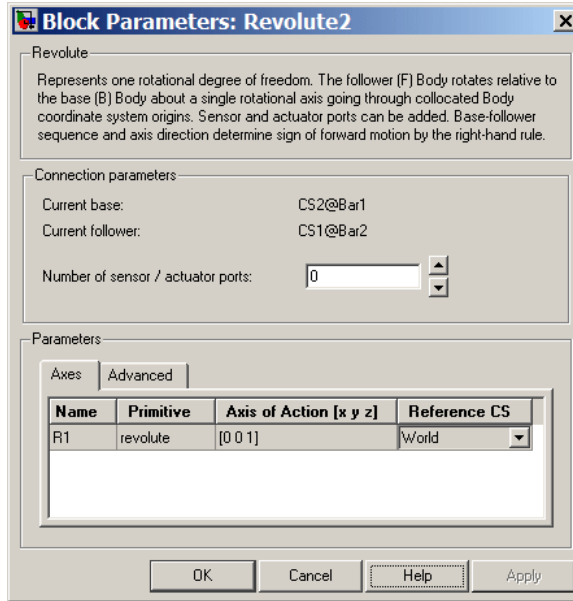 Block Parameters: Revolute2
Revolute
Represents one rotational degree of freedom. The follower (F) Body rotates relative to
the base (B) Body about a single rotational axis going through collocated Body
coordinate system origins. Sensor and actuator ports can be added. Base-follower
sequence and axis direction determine sign of forward motion by the right-hand rule.
Connection parameters
Current base: CS2@Bar1
Current follower: CS1@Bar2
Number of sensor / actuator ports: 0
Parameters
Axes Advanced
Name Primitive Axis of Action [x y z] Reference CS
R1 revolute [0 0 1] World
OK Cancel Help Apply